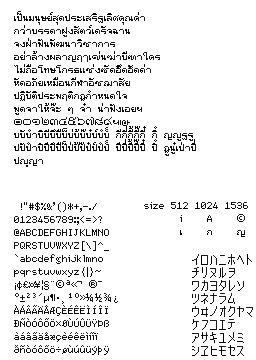 เป็นมนุษย์สุดประเสริฐเลิศคุณค่า
กว่าบรรดาฝูงสัตว์เดรัจฉาน
จงฝ่าฟันพัฒนาวิชาการ
อย่าล้างผลาญฤๅเข่นฆ่าบีฑาใคร
ไม่ถือโทษโกรธแช่งซัดฮึดฮัดด่า
หัดอภัยเหมือนกีฬาอัชฌาสัย
ปฏิบัติประพฤติกฎกำหนดใจ
พูดจาให้จ๊ะ ๆ จ๋า น่าฟังเอยฯ
๏๐๑๒๓๔๕๖๗๘๙๚๛
ปญญา
!"#$%&'()*+,-./
0123456789:;<=>?
@ABCDEFGHIJKLMNO
PQRSTUVWXYZ[\]^_
`abcdefghijklmno
pqrstuvwxyz{|}~
¡¢£¤¥¦§¨©ª«¬­®¯
°±²³´µ¶·¸¹º»¼½¾¿
ÀÁÂÃÄÅÆÇÈÉÊËÌÍÎÏ
ÐÑÒÓÔÕÖ×ØÙÚÛÜÝÞß
àáâãäåæçèéêëìíîï
ðñòóôõö÷øùúûüýþÿ
size 512 1024 1536
i A ©
เ ก ญ
イロハニホヘト
チリヌルヲ
ワカヨタレソ
ツネナラム
ウヰノオクヤマ
ケフコエテ
アサキユメミ
シヱヒモセス